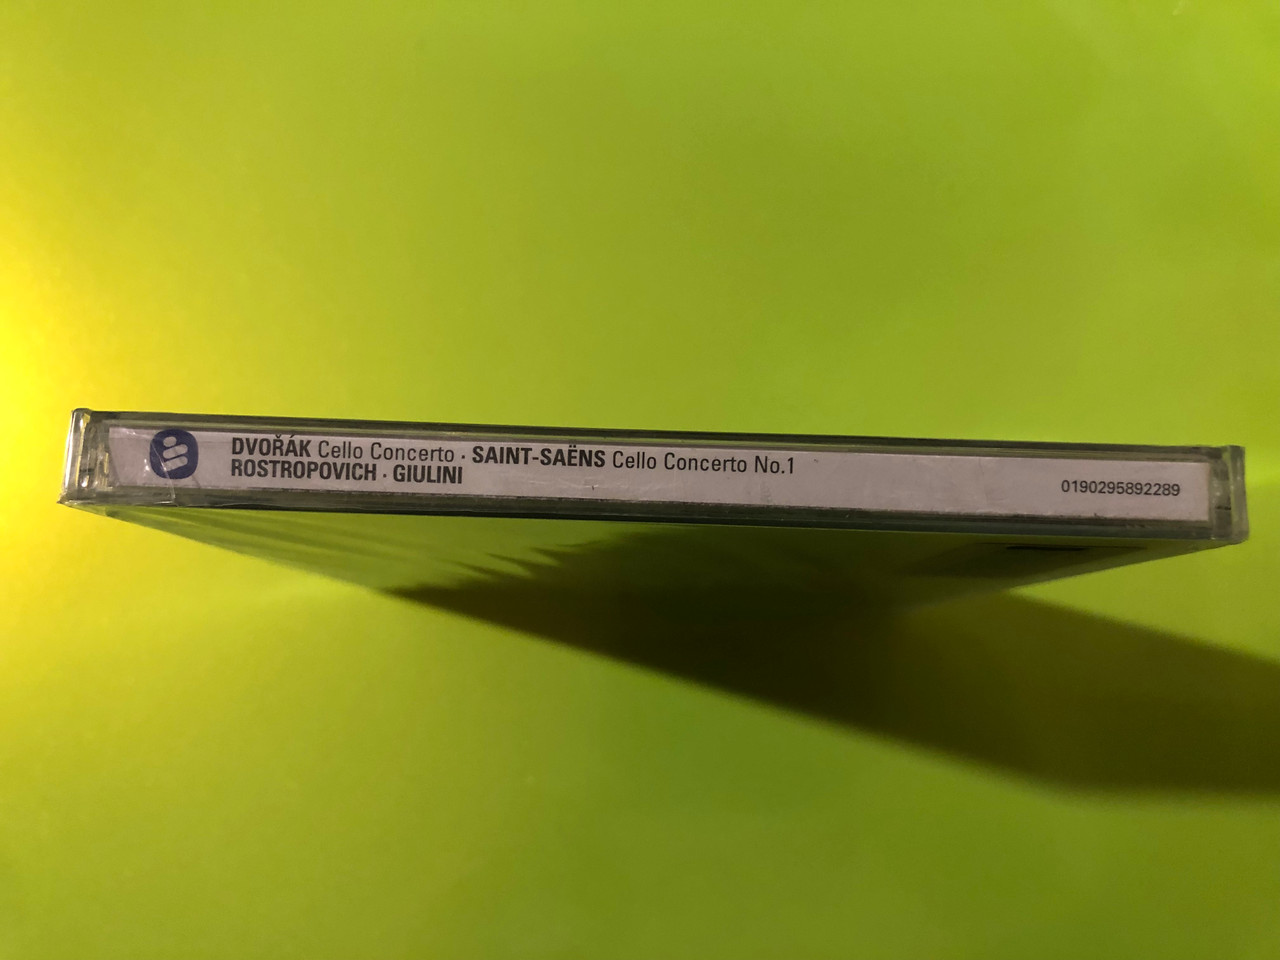 DVOŘÁK Cello Concerto · SAINT-SAËNS Cello Concerto No.1
ROSTROPOVICH · GIULINI
0190295892289